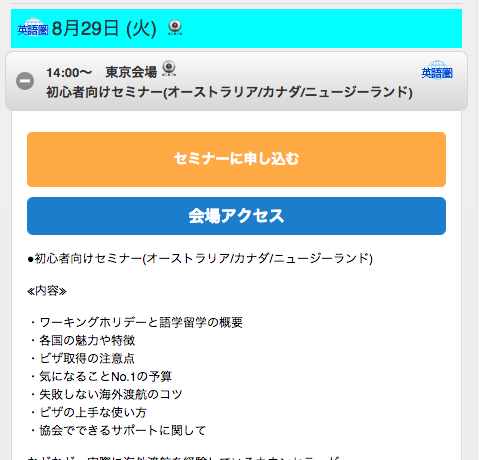 英語圏 8月29日 (火)
14:00～ 東京会場
英語圏
初心者向けセミナー(オーストラリア/カナダ/ニュージーランド)
セミナーに申し込む
会場アクセス
●初心者向けセミナー(オーストラリア/カナダ/ニュージーランド)
≪内容≫
・ワーキングホリデーと語学留学の概要
・各国の魅力や特徴
・ビザ取得の注意点
・気になることNo.1の予算
・失敗しない海外渡航のコツ
・ビザの上手な使い方
・協会でできるサポートに関して